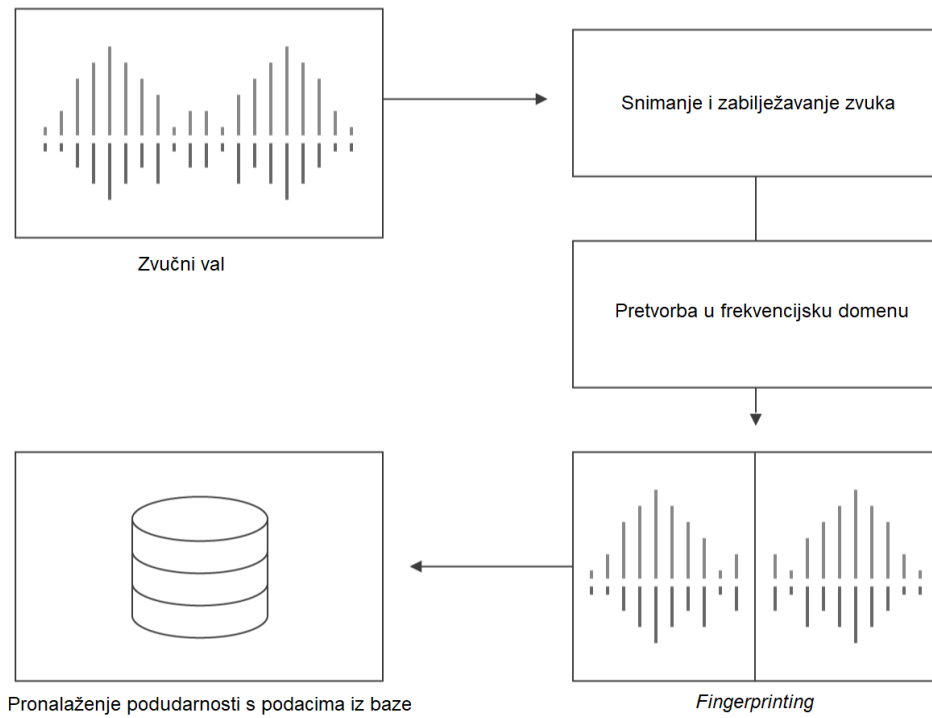 Zvučni val
Snimanje i zabilježavanje zvuka
Pretvorba u frekvencijsku domenu
Fingerprinting
Pronalaženje podudarnosti s podacima iz baze